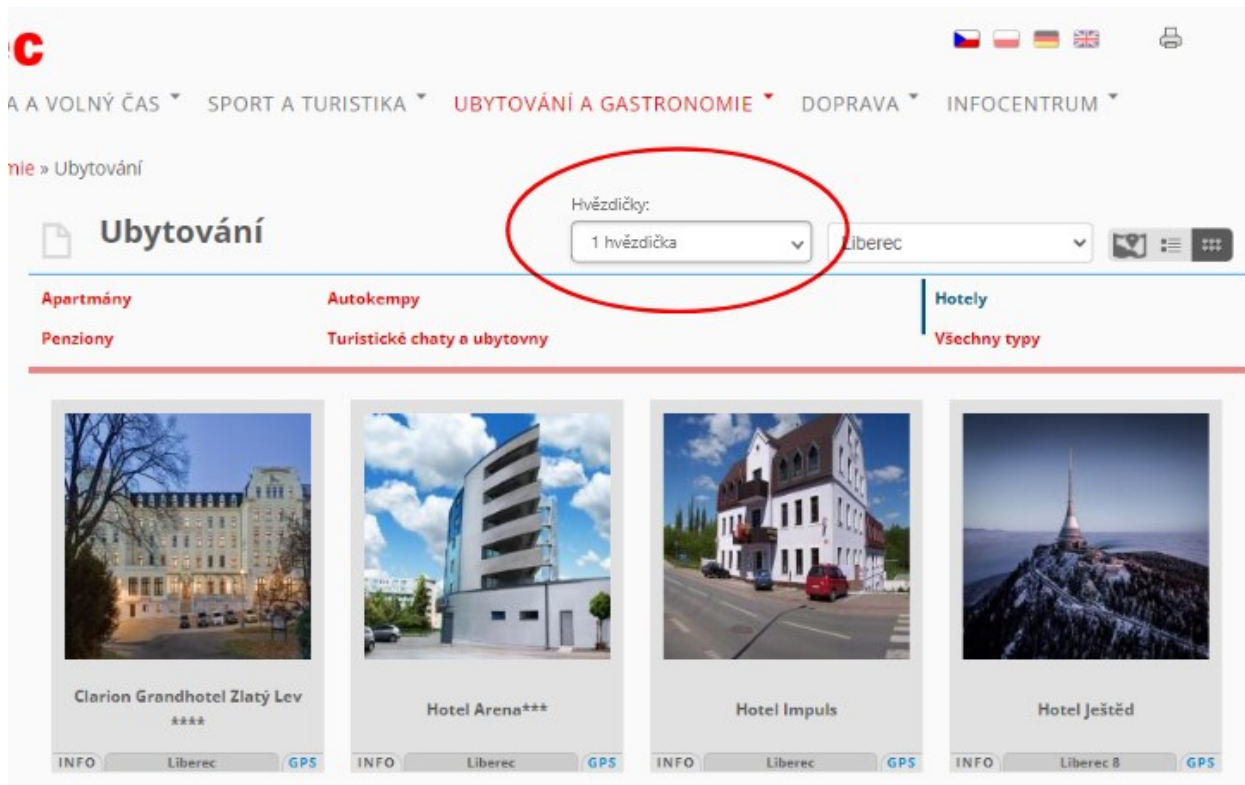 A A VOLNÝ ČAS SPORT A TURISTIKA UBYTOVÁNÍ A GASTRONOMIE DOPRAVA INFOCENTRUM
mie » Ubytování
Hvězdičky:
Ubytování 1 hvězdička Liberec
Apartmány Autokempy Hotely
Penziony Turistické chaty a ubytovny Všechny typy
Clarion Grandhotel Zlatý Lev
****
Hotel Arena***
Hotel Impuls
Hotel Ještěd
INFO Liberec GPS INFO Liberec GPS INFO Liberec GPS INFO Liberec 8 GPS